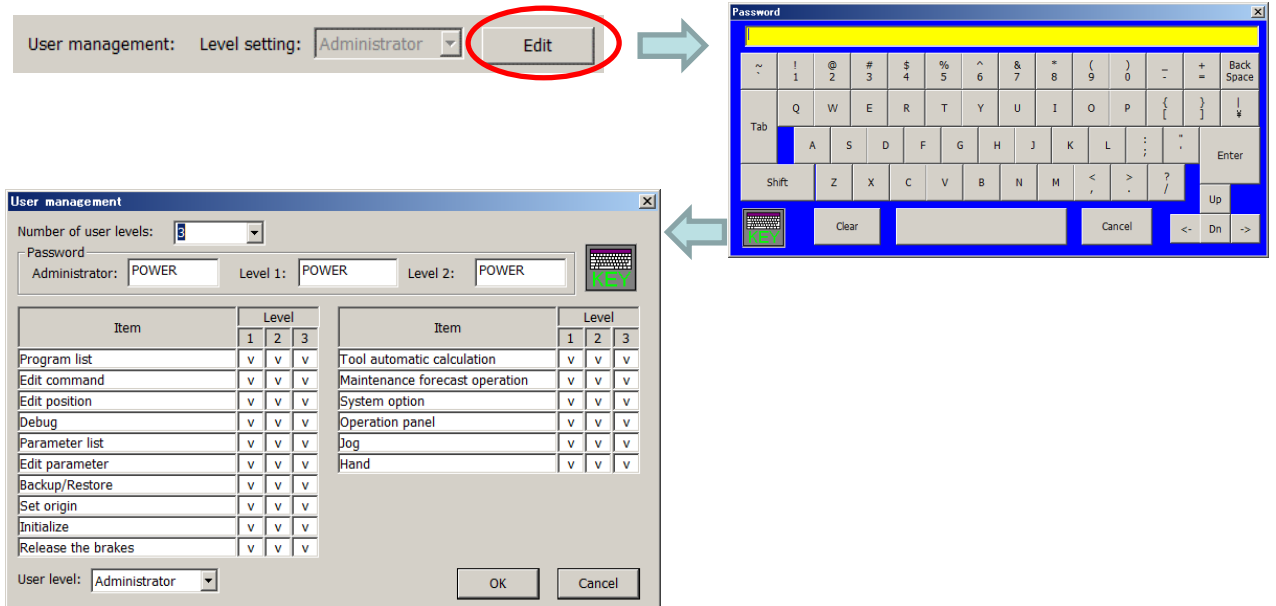 User management: Level setting: Administrator Edit
Password
~ ! @ # $ % ^ & * ( ) _ + Back
` 1 2 3 4 5 6 7 8 9 0 - = Space
Tab Q W E R T Y U I O P { [ } ] | ¥
A S D F G H J K L : ; " ' Enter
Shift Z X C V B N M < , > . ? / Up
KEY Clear Cancel <- Dn ->
User management
Number of user levels: 3
Password
Administrator: POWER Level 1: POWER Level 2: POWER KEY
Item Level
1 2 3
Program list v v v
Edit command v v v
Edit position v v v
Debug v v v
Parameter list v v v
Edit parameter v v v
Backup/Restore v v v
Set origin v v v
Initialize v v v
Release the brakes v v v
Item Level
1 2 3
Tool automatic calculation v v v
Maintenance forecast operation v v v
System option v v v
Operation panel v v v
Jog v v v
Hand v v v
User level: Administrator OK Cancel